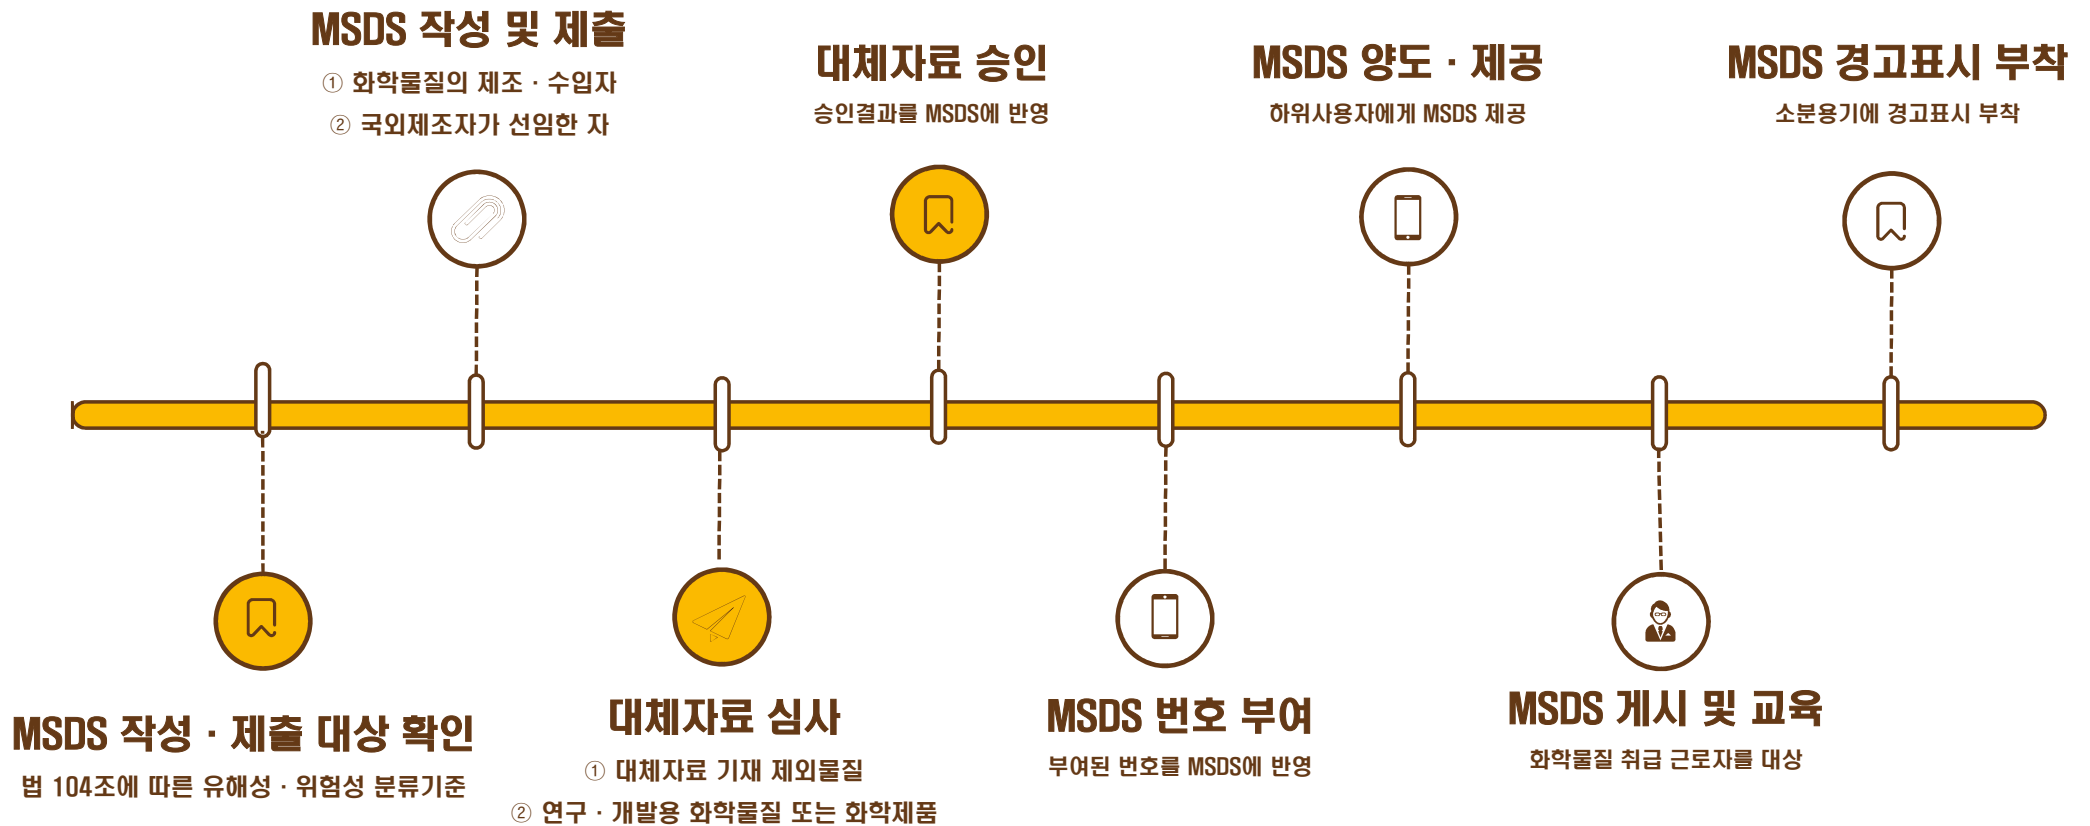 MSDS 작성 및 제출
① 화학물질의 제조 · 수입자
② 국외제조자가 선임한 자
대체자료 승인
승인결과를 MSDS에 반영
MSDS 양도 · 제공
하위사용자에게 MSDS 제공
MSDS 경고표시 부착
소분용기에 경고표시 부착
MSDS 작성 · 제출 대상 확인
법 104조에 따른 유해성 · 위험성 분류기준
대체자료 심사
① 대체자료 기재 제외물질
② 연구 · 개발용 화학물질 또는 화학제품
MSDS 번호 부여
부여된 번호를 MSDS에 반영
MSDS 게시 및 교육
화학물질 취급 근로자를 대상